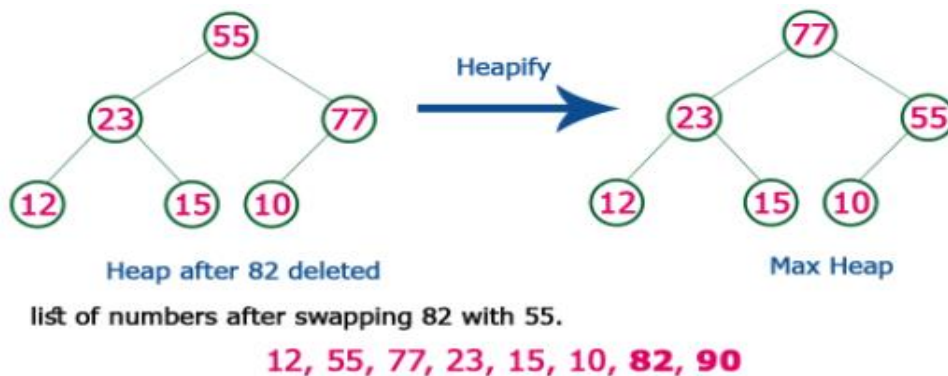 55 77
Heapify
23 77 23 55
12 15 10 12 15 10
Heap after 82 deleted Max Heap
list of numbers after swapping 82 with 55.
12, 55, 77, 23, 15, 10, 82, 90